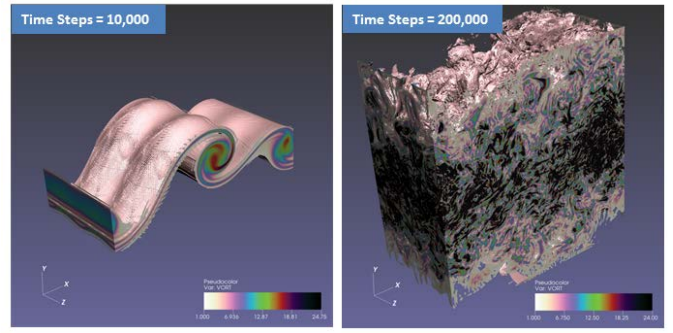 Time Steps = 10,000
Time Steps = 200,000
Y
X
Z
Pseudocolor
Var: VORT
1.000 6.936 12.87 18.81 24.75
Y
X
Z
Pseudocolor
Var: VORT
1.000 6.750 12.50 18.25 24.00